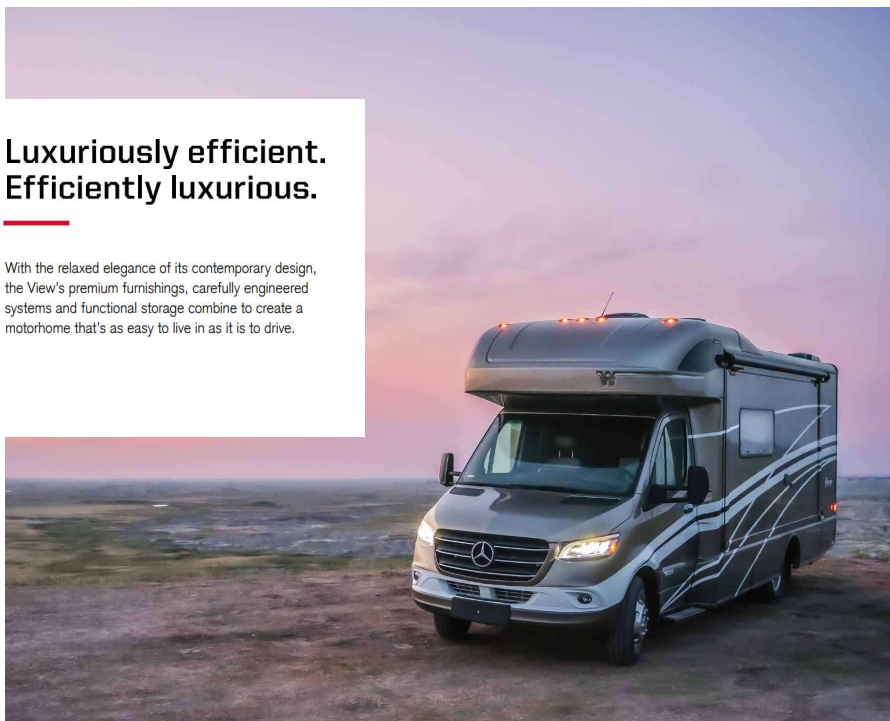 Luxuriously efficient.
Efficiently luxurious.
With the relaxed elegance of its contemporary design,
the View's premium furnishings, carefully engineered
systems and functional storage combine to create a
motorhome that's as easy to live in as it is to drive.
W